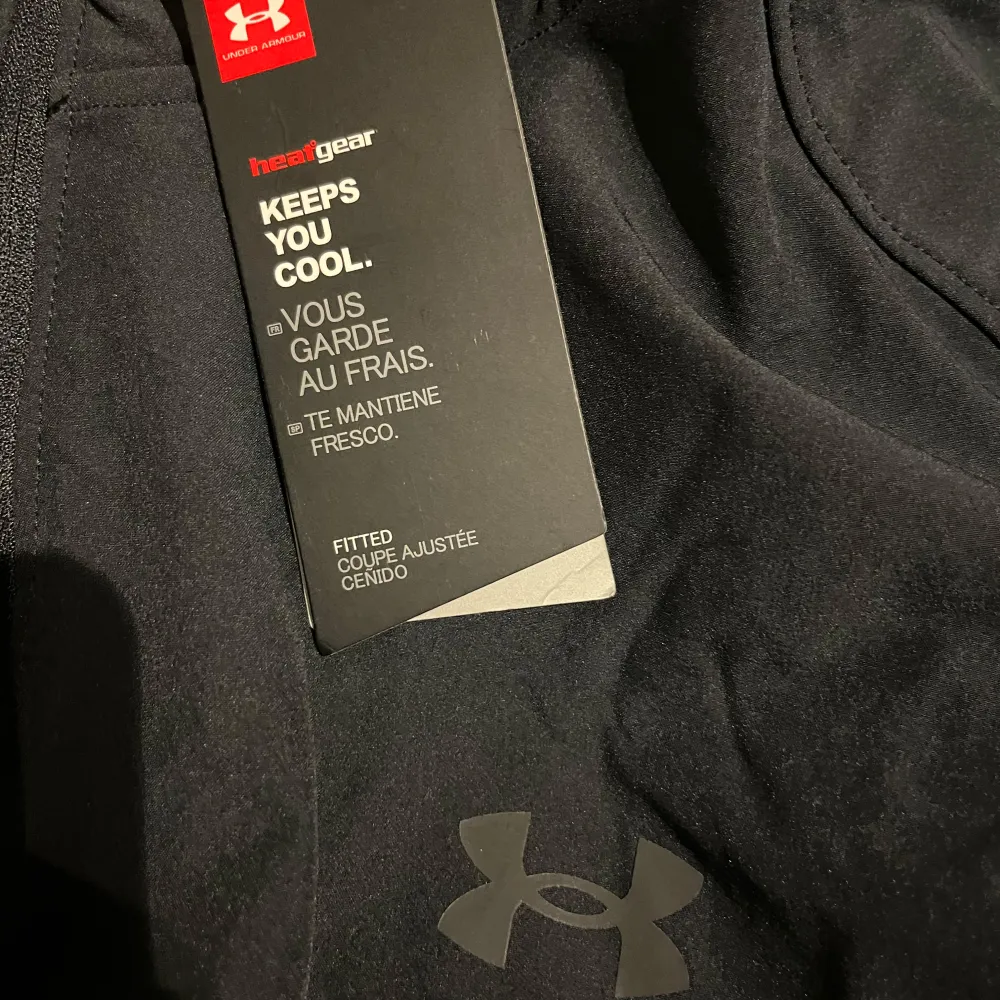 UNDER ARMOUR
heatgear
KEEPS
YOU
COOL.
FR VOUS
GARDE
AU FRAIS.
SP TE MANTIENE
FRESCO.
FITTED
COUPE AJUSTÉE
CEÑIDO